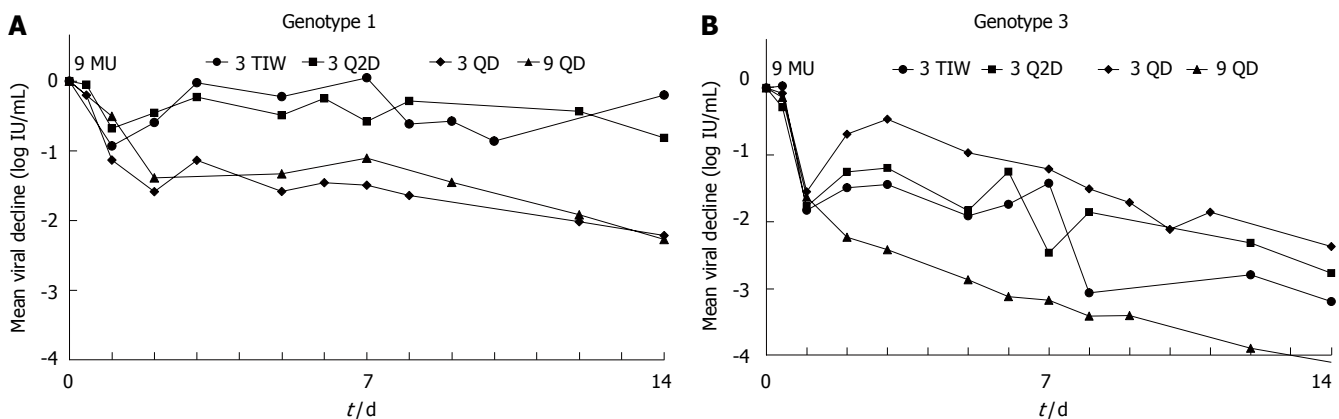 A
Genotype 1
9 MU
3 TIW 3 Q2D 3 QD 9 QD
Mean viral decline (log IU/mL)
0
-1
-2
-3
-4
0 7 14
t/d
B
Genotype 3
9 MU
3 TIW 3 Q2D 3 QD 9 QD
Mean viral decline (log IU/mL)
0
-1
-2
-3
-4
0 7 14
t/d